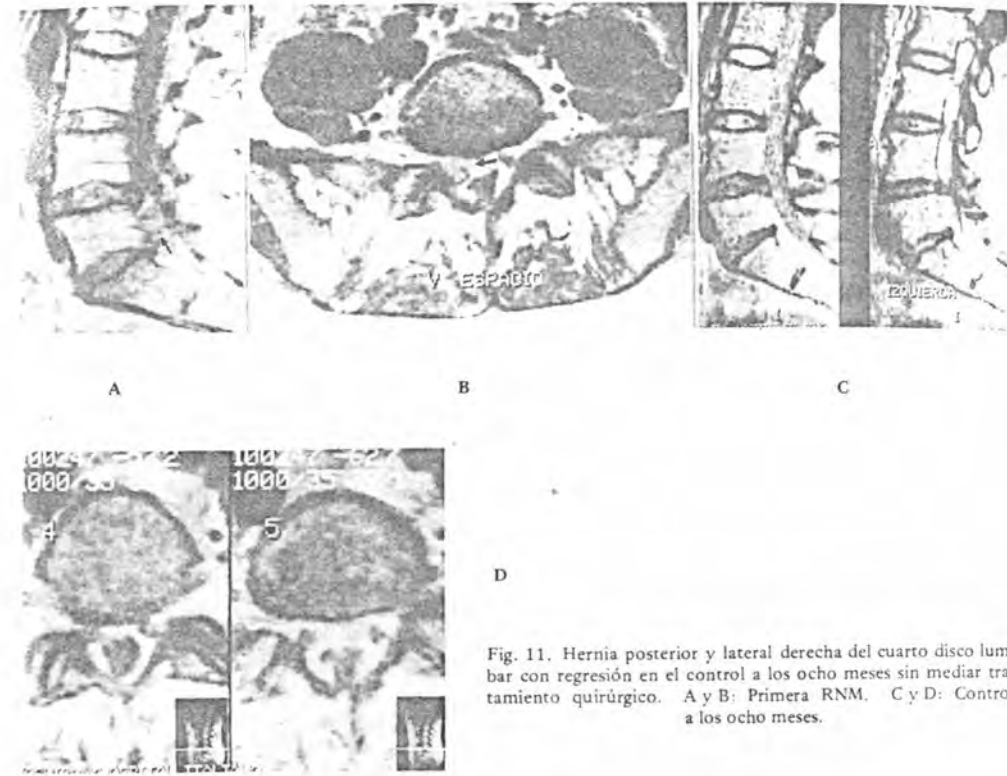 V ESPACIO
IZQUIERDA
A
B
C
1000/35
4
1000/35
5
D
Fig. 11. Hernia posterior y lateral derecha del cuarto disco lum-
bar con regresión en el control a los ocho meses sin mediar tra-
tamiento quirúrgico. A y B: Primera RNM. C y D: Contro
a los ocho meses.